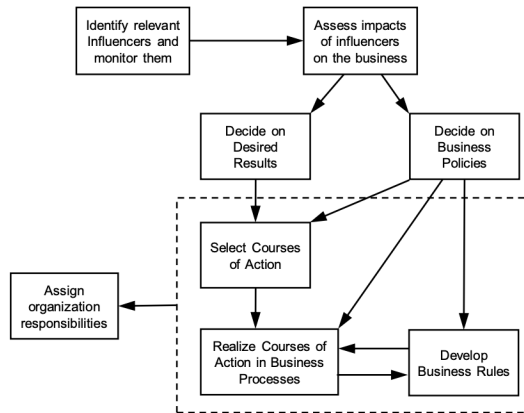 Identify relevant
Influencers and
monitor them
Assess impacts
of influencers
on the business
Decide on
Desired
Results
Decide on
Business
Policies
Select Courses
of Action
Assign
organization
responsibilities
Realize Courses of
Action in Business
Processes
Develop
Business Rules